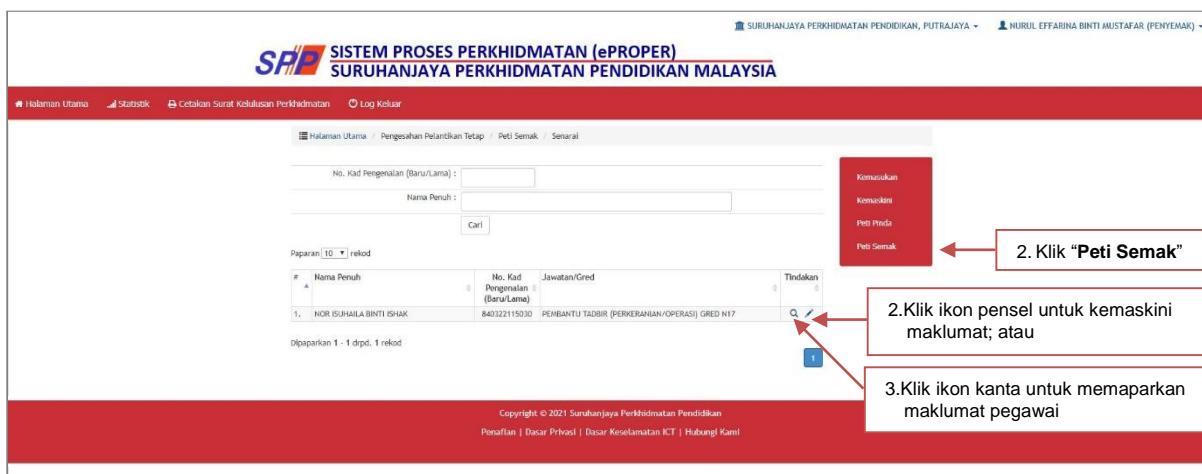 SURUHANJAYA PERKHIDMATAN PENDIDIKAN, PUTRAJAYA
NURUL EFFARINA BINTI MUSTAFAR (PENYEMAK)
SPP
SISTEM PROSES PERKHIDMATAN (ePROPER)
SURUHANJAYA PERKHIDMATAN PENDIDIKAN MALAYSIA
Halaman Utama
Statistik
Cetakan Surat Kelulusan Perkhidmatan
Log Keluar
Halaman Utama / Pengesahan Pelantikan Tetap / Peti Semak / Senarai
No. Kad Pengenalan (Baru/Lama) :
Nama Penuh :
Cari
Kemasukan
Kemaskini
Peti Pinda
Peti Semak
2. Klik “Peti Semak”
Paparan 10 rekod
# Nama Penuh No. Kad Pengenalan (Baru/Lama) Jawatan/Gred Tindakan
1. NOR ISUHAILA BINTI ISHAK 840322115030 PEMBANTU TADBIR (PERKERANIAN/OPERASI) GRED N17
Dipaparkan 1 - 1 drpd. 1 rekod
1
2.Klik ikon pensel untuk kemaskini
maklumat; atau
3.Klik ikon kanta untuk memaparkan
maklumat pegawai
Copyright © 2021 Suruhanjaya Perkhidmatan Pendidikan
Penafian | Dasar Privasi | Dasar Keselamatan ICT | Hubungi Kami